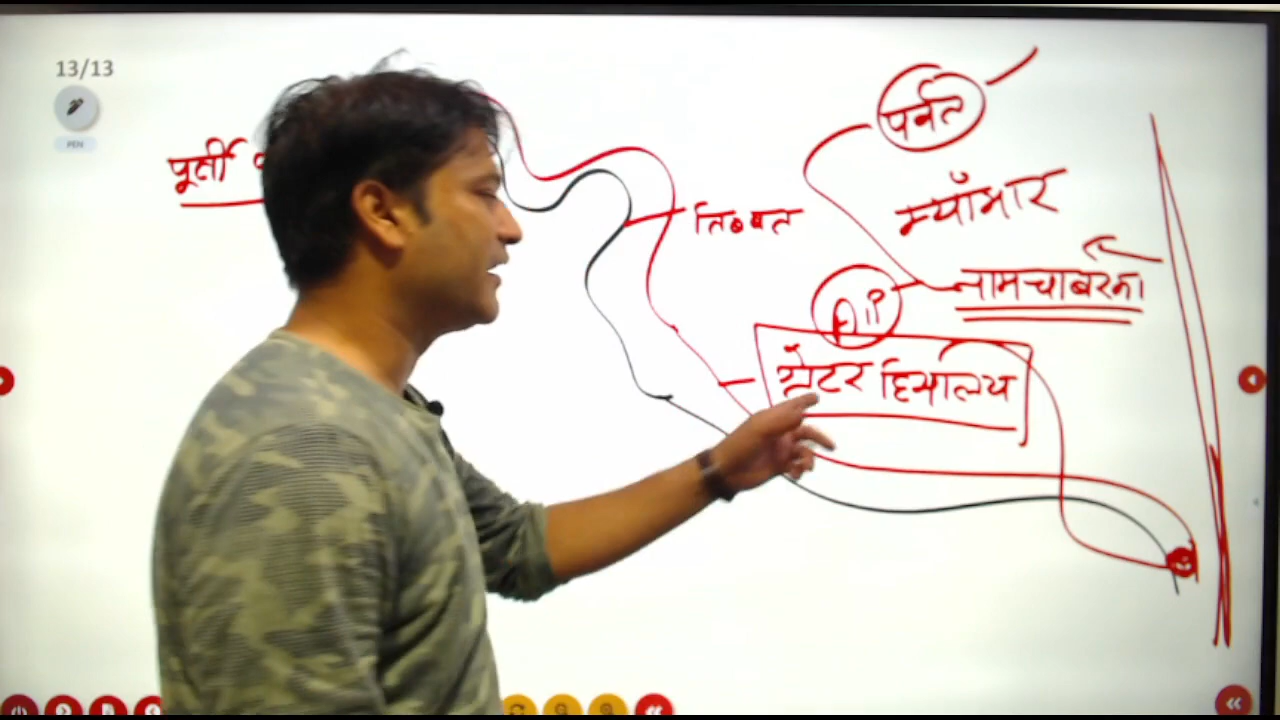 13/13
PEN
पर्वत
पूर्वी
म्याँमार
तिब्बत
नामचाबरवा
A.P
ग्रेटर हिमालय